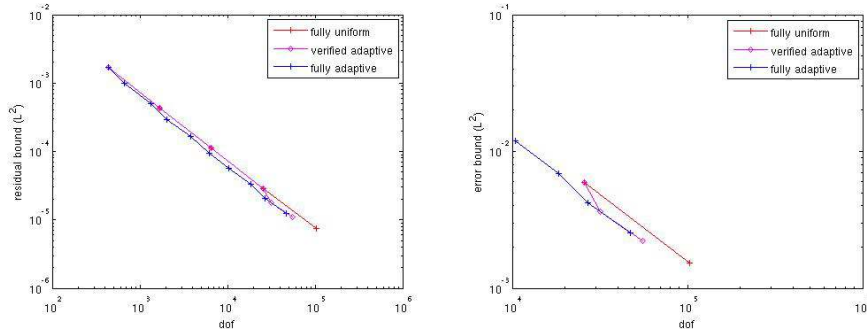 10^-2
10^-3
10^-4
10^-5
10^-6
residual bound (L^2)
10^2 10^3 10^4 10^5 10^6
dof
fully uniform
verified adaptive
fully adaptive
10^-1
10^-2
10^-3
error bound (L^2)
10^4 10^5 10
dof
fully uniform
verified adaptive
fully adaptive